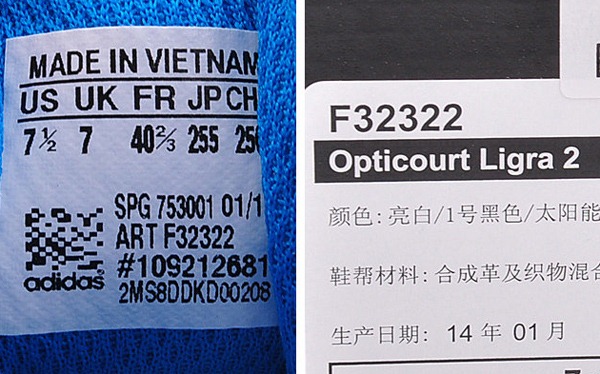 MADE IN VIETNAM
US UK FR JP CH
7½ 7 40⅔ 255
SPG 753001 01/1
ART F32322
#109212681
adidas
2MS8DDKD00208
F32322
Opticourt Ligra 2
颜色: 亮白/1号黑色/太阳能
鞋帮材料: 合成革及织物混合
生产日期: 14 年 01 月